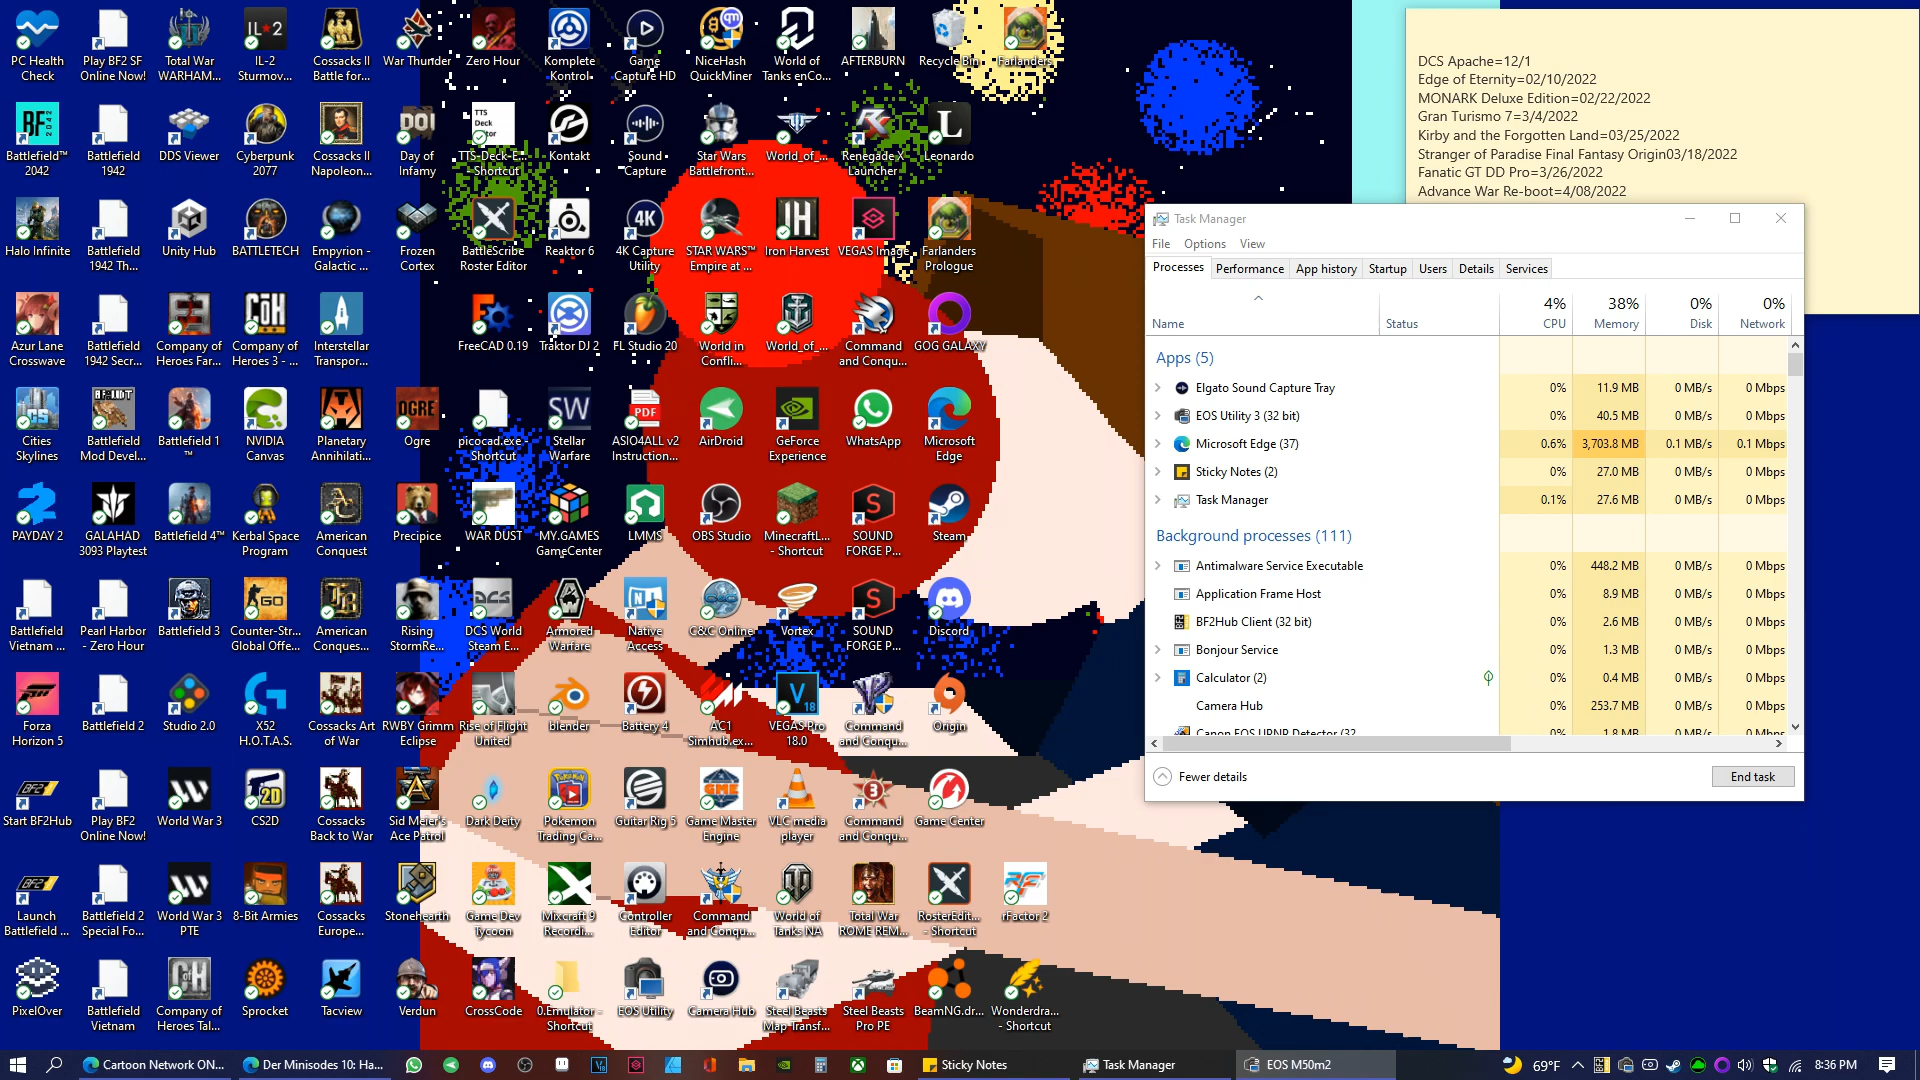 PC Health
Check
Play BF2 SF
Online Now!
Total War
WARHAM...
IL-2
Sturmov...
Cossacks II
Battle for...
War Thunder
Zero Hour
Komplete
Kontrol
Game
Capture HD
NiceHash
QuickMiner
World of
Tanks enCo...
AFTERBURN
Recycle Bin
Farlanders
Battlefield™
2042
Battlefield
1942
DDS Viewer
Cyberpunk
2077
Cossacks II
Napoleon...
Day of
Infamy
TTS-Deck-E...
- Shortcut
Kontakt
Sound
Capture
Star Wars
Battlefront...
World_of_...
Renegade X
Launcher
Leonardo
Halo Infinite
Battlefield
1942 Th...
Unity Hub
BATTLETECH
Empyrion -
Galactic ...
Frozen
Cortex
BattleScribe
Roster Editor
Reaktor 6
4K Capture
Utility
STAR WARS™
Empire at ...
Iron Harvest
VEGAS Image
Farlanders
Prologue
Azur Lane
Crosswave
Battlefield
1942 Secr...
Company of
Heroes Far...
Company of
Heroes 3 - ...
Interstellar
Transpor...
FreeCAD 0.19
Traktor DJ 2
FL Studio 20
World in
Confli...
World_of_...
Command
and Conqu...
GOG GALAXY
Cities
Skylines
Battlefield
Mod Devel...
Battlefield 1
™
NVIDIA
Canvas
Planetary
Annihilati...
Ogre
picocad.exe -
Shortcut
Stellar
Warfare
ASIO4ALL v2
Instruction...
AirDroid
GeForce
Experience
WhatsApp
Microsoft
Edge
PAYDAY 2
GALAHAD
3093 Playtest
Battlefield 4™
Kerbal Space
Program
American
Conquest
Precipice
WAR DUST
MY.GAMES
GameCenter
LMMS
OBS Studio
MinecraftL...
- Shortcut
SOUND
FORGE P...
Steam
Battlefield
Vietnam ...
Pearl Harbor
- Zero Hour
Battlefield 3
Counter-Str...
Global Offe...
American
Conques...
Rising
StormRe...
DCS World
Steam E...
Armored
Warfare
Native
Access
C&C Online
Vortex
SOUND
FORGE P...
Discord
Forza
Horizon 5
Battlefield 2
Studio 2.0
X52
H.O.T.A.S.
Cossacks Art
of War
RWBY Grimm
Eclipse
Rise of Flight
United
blender
Battery 4
AC1
Simhub.ex...
VEGAS Pro
18.0
Command
and Conqu...
Origin
Start BF2Hub
Play BF2
Online Now!
World War 3
CS2D
Cossacks
Back to War
Sid Meier's
Ace Patrol
Dark Deity
Pokemon
Trading Ca...
Guitar Rig 5
Game Master
Engine
VLC media
player
Command
and Conqu...
Game Center
Launch
Battlefield ...
Battlefield 2
Special Fo...
World War 3
PTE
8-Bit Armies
Cossacks
Europe...
Stonehearth
Game Dev
Tycoon
Mixcraft 9
Recordi...
Controller
Editor
Command
and Conqu...
World of
Tanks NA
Total War
ROME REM...
RosterEdit...
- Shortcut
rFactor 2
PixelOver
Battlefield
Vietnam
Company of
Heroes Tal...
Sprocket
Tacview
Verdun
CrossCode
0.Emulator -
Shortcut
EOS Utility
Camera Hub
Steel Beasts
Map Transf...
Steel Beasts
Pro PE
BeamNG.dr...
Wonderdra...
- Shortcut
DCS Apache=12/1
Edge of Eternity=02/10/2022
MONARK Deluxe Edition=02/22/2022
Gran Turismo 7=3/4/2022
Kirby and the Forgotten Land=03/25/2022
Stranger of Paradise Final Fantasy Origin03/18/2022
Fanatic GT DD Pro=3/26/2022
Advance War Re-boot=4/08/2022
Task Manager
File Options View
Processes Performance App history Startup Users Details Services
4% 38% 0% 0%
Name Status CPU Memory Disk Network
Apps (5)
Elgato Sound Capture Tray 0% 11.9 MB 0 MB/s 0 Mbps
EOS Utility 3 (32 bit) 0% 40.5 MB 0 MB/s 0 Mbps
Microsoft Edge (37) 0.6% 3,703.8 MB 0.1 MB/s 0.1 Mbps
Sticky Notes (2) 0% 27.0 MB 0 MB/s 0 Mbps
Task Manager 0.1% 27.6 MB 0 MB/s 0 Mbps
Background processes (111)
Antimalware Service Executable 0% 448.2 MB 0 MB/s 0 Mbps
Application Frame Host 0% 8.9 MB 0 MB/s 0 Mbps
BF2Hub Client (32 bit) 0% 2.6 MB 0 MB/s 0 Mbps
Bonjour Service 0% 1.3 MB 0 MB/s 0 Mbps
Calculator (2) 0% 0.4 MB 0 MB/s 0 Mbps
Camera Hub 0% 253.7 MB 0 MB/s 0 Mbps
Canon EOS UPNP Detector (32 0% 1.8 MB 0 MB/s 0 Mbps
Fewer details End task
Cartoon Network ON... Der Minisodes 10: Ha... Sticky Notes Task Manager EOS M50m2 69°F 8:36 PM